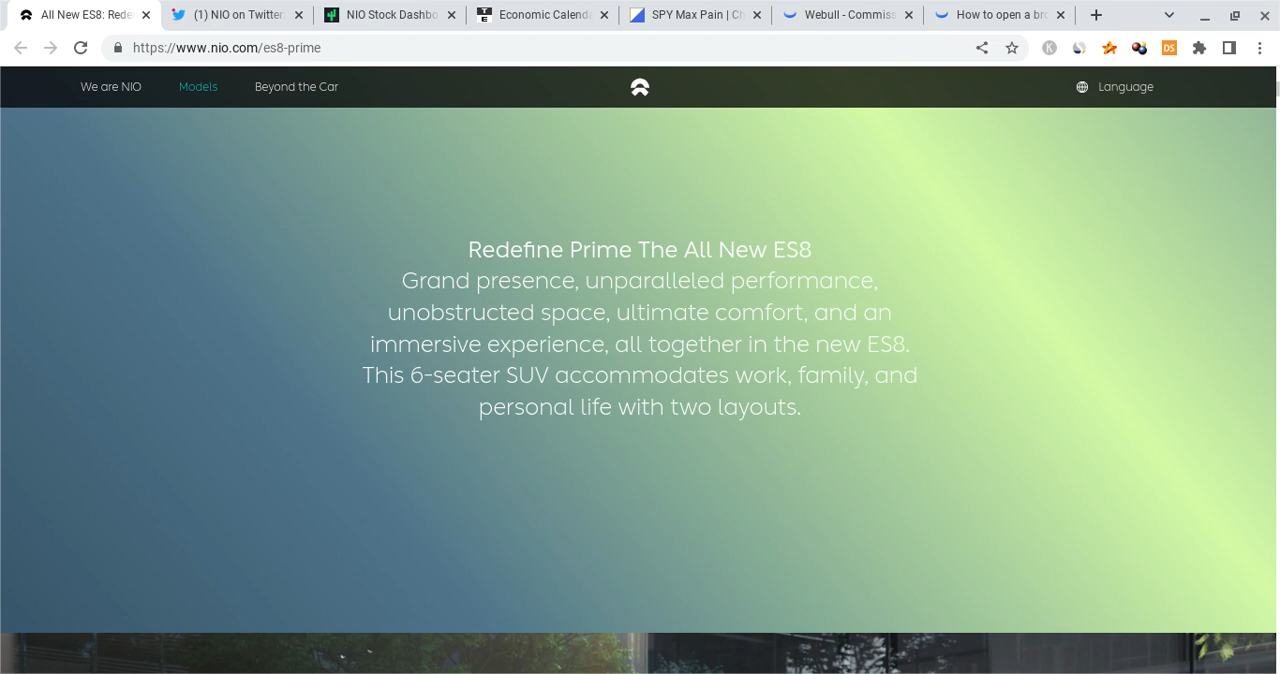 All New ES8: Rede
(1) NIO on Twitter:
NIO Stock Dashbo
Economic Calenda
SPY Max Pain | Ch
Webull - Commiss
How to open a bro
https://www.nio.com/es8-prime
K
DS
We are NIO
Models
Beyond the Car
Language
Redefine Prime The All New ES8
Grand presence, unparalleled performance,
unobstructed space, ultimate comfort, and an
immersive experience, all together in the new ES8.
This 6-seater SUV accommodates work, family, and
personal life with two layouts.